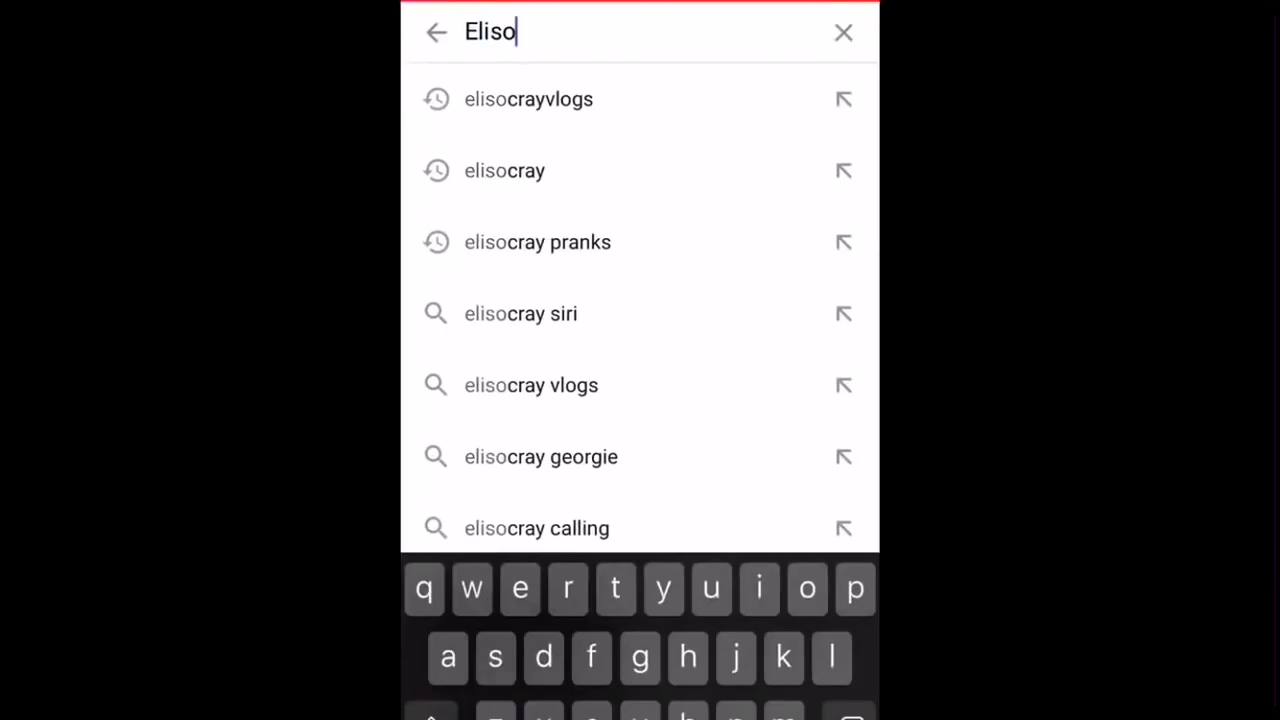 Eliso
elisocrayvlogs
elisocray
elisocray pranks
elisocray siri
elisocray vlogs
elisocray georgie
elisocray calling
q w e r t y u i o p
a s d f g h j k l